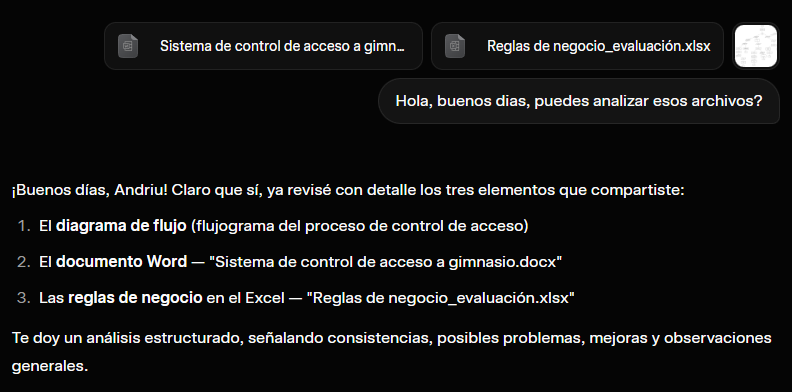 Sistema de control de acceso a gimn...
Reglas de negocio_evaluación.xlsx
Hola, buenos dias, puedes analizar esos archivos?
¡Buenos días, Andriu! Claro que sí, ya revisé con detalle los tres elementos que compartiste:
1. El diagrama de flujo (flujograma del proceso de control de acceso)
2. El documento Word — "Sistema de control de acceso a gimnasio.docx"
3. Las reglas de negocio en el Excel — "Reglas de negocio_evaluación.xlsx"
Te doy un análisis estructurado, señalando consistencias, posibles problemas, mejoras y observaciones
generales.